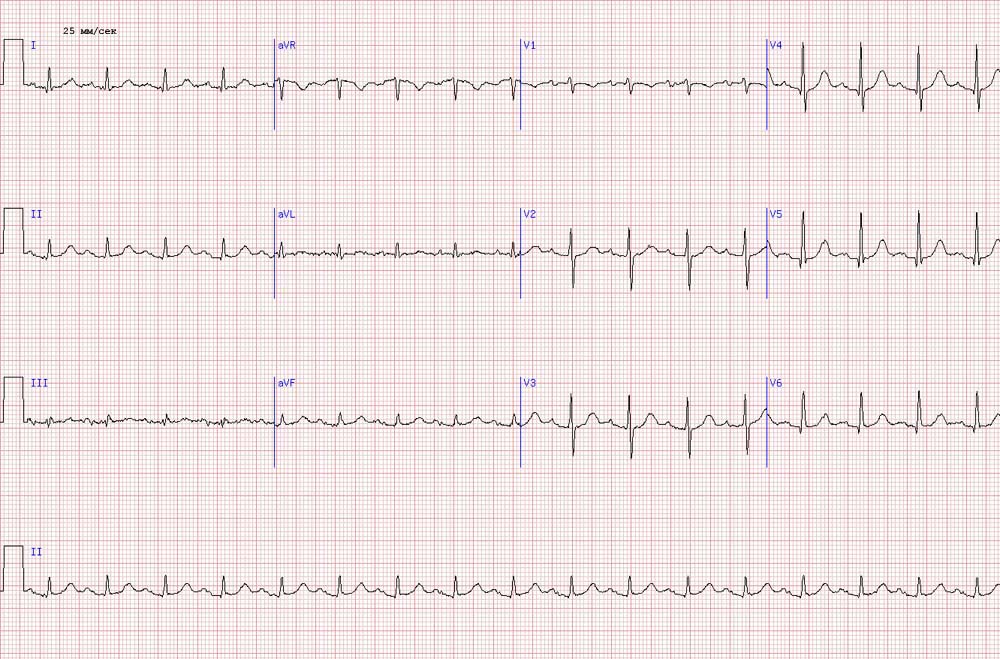 25 мм/сек
I aVR V1 V4
II aVL V2 V5
III aVF V3 V6
II